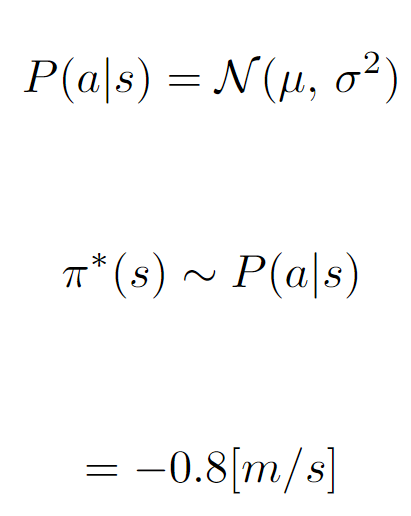 P(a|s) = 𝒩(μ, σ²)
π*(s) ∼ P(a|s)
= −0.8[m/s]